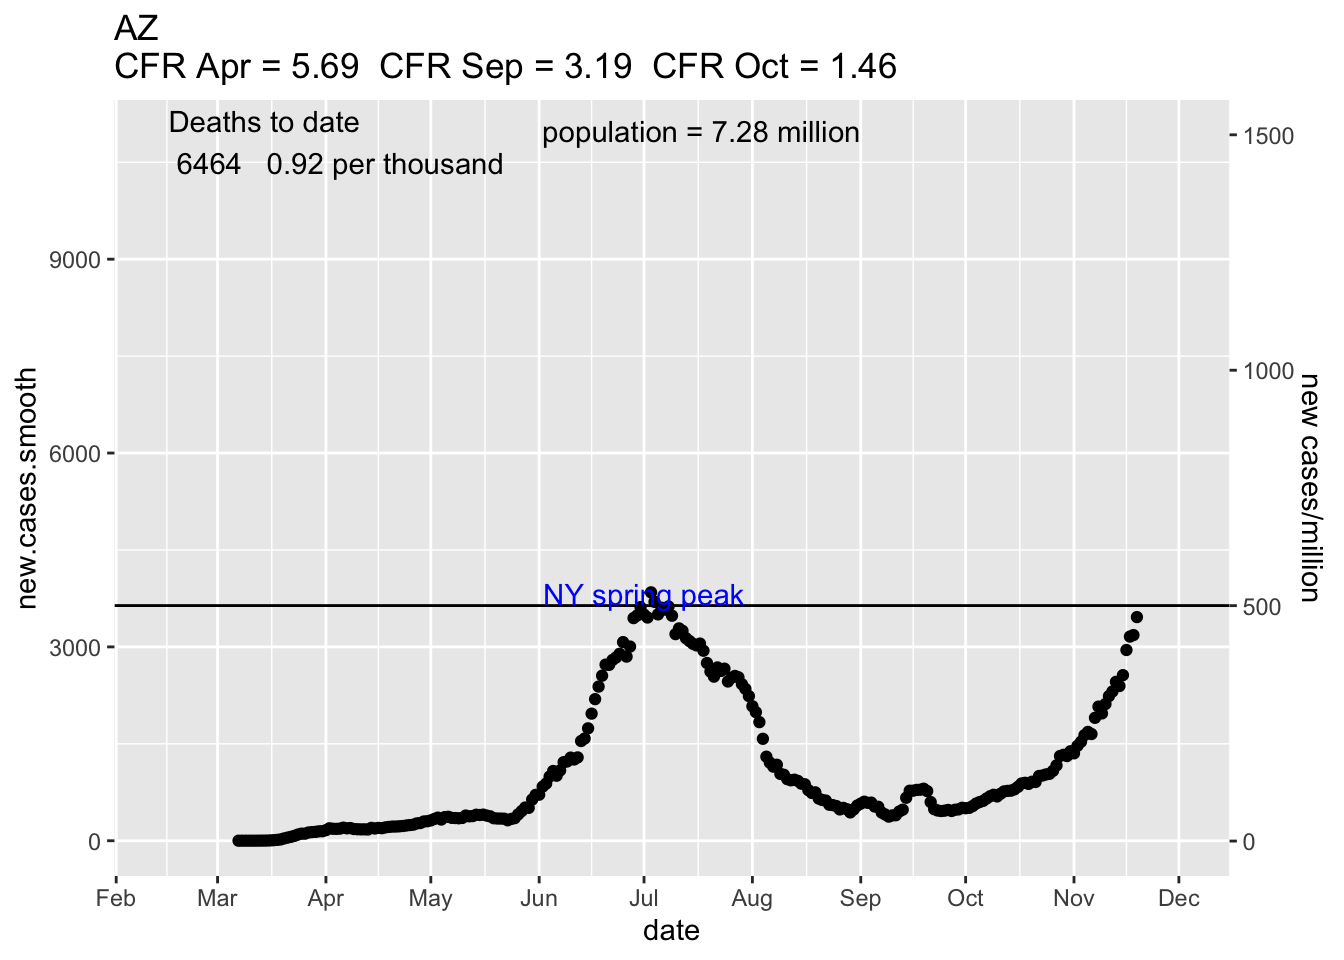 AZ
CFR Apr = 5.69  CFR Sep = 3.19  CFR Oct = 1.46
Deaths to date
population = 7.28 million
6464   0.92 per thousand
1500
9000
1000
6000
new.cases.smooth
new cases/million
NY spring peak
500
3000
0
0
Feb Mar Apr May Jun Jul Aug Sep Oct Nov Dec
date